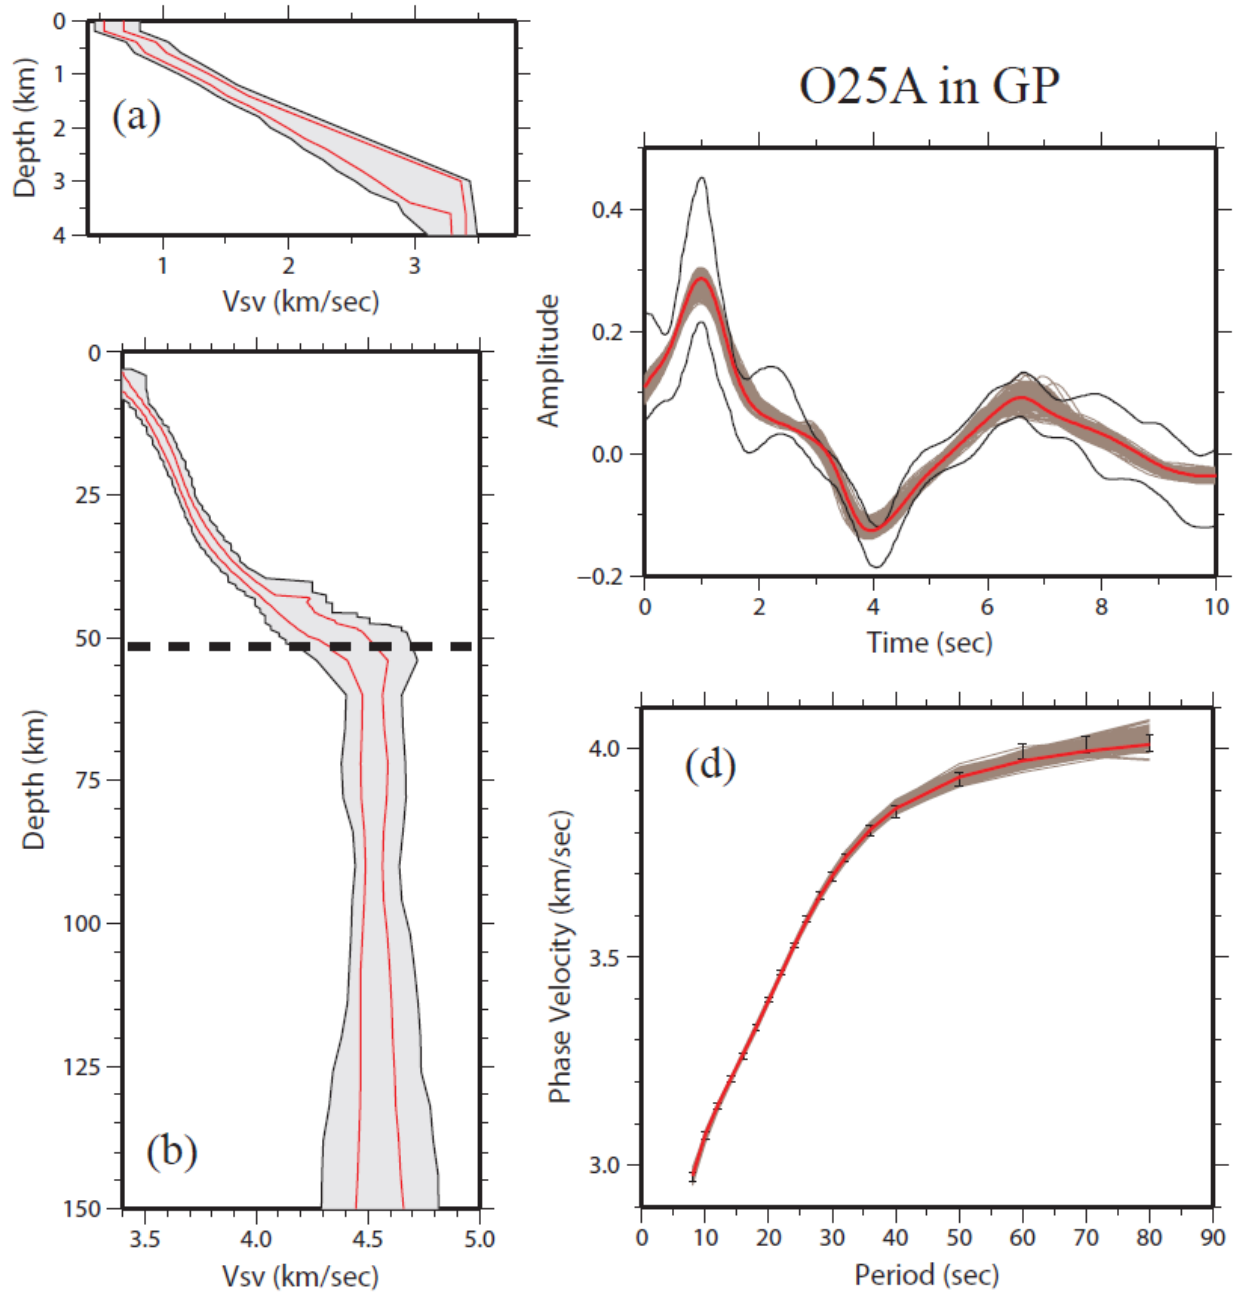 0
1
2
3
4
Depth (km)
(a)
1 2 3
Vsv (km/sec)
O25A in GP
0.4
0.2
0.0
−0.2
Amplitude
0 2 4 6 8 10
Time (sec)
0
25
50
75
100
125
150
Depth (km)
(b)
3.5 4.0 4.5 5.0
Vsv (km/sec)
4.0
3.5
3.0
Phase Velocity (km/sec)
(d)
0 10 20 30 40 50 60 70 80 90
Period (sec)